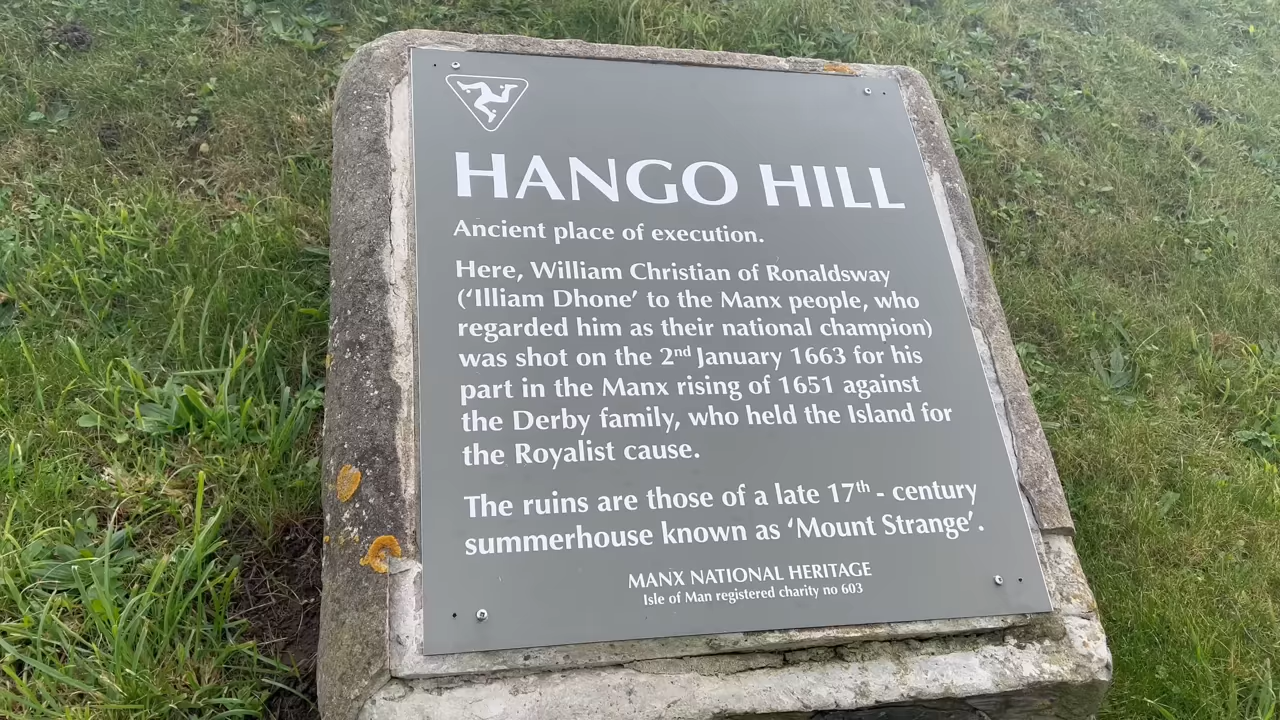 HANGO HILL
Ancient place of execution.
Here, William Christian of Ronaldsway
(‘Illiam Dhone’ to the Manx people, who
regarded him as their national champion)
was shot on the 2nd January 1663 for his
part in the Manx rising of 1651 against
the Derby family, who held the Island for
the Royalist cause.
The ruins are those of a late 17th - century
summerhouse known as ‘Mount Strange’.
MANX NATIONAL HERITAGE
Isle of Man registered charity no 603